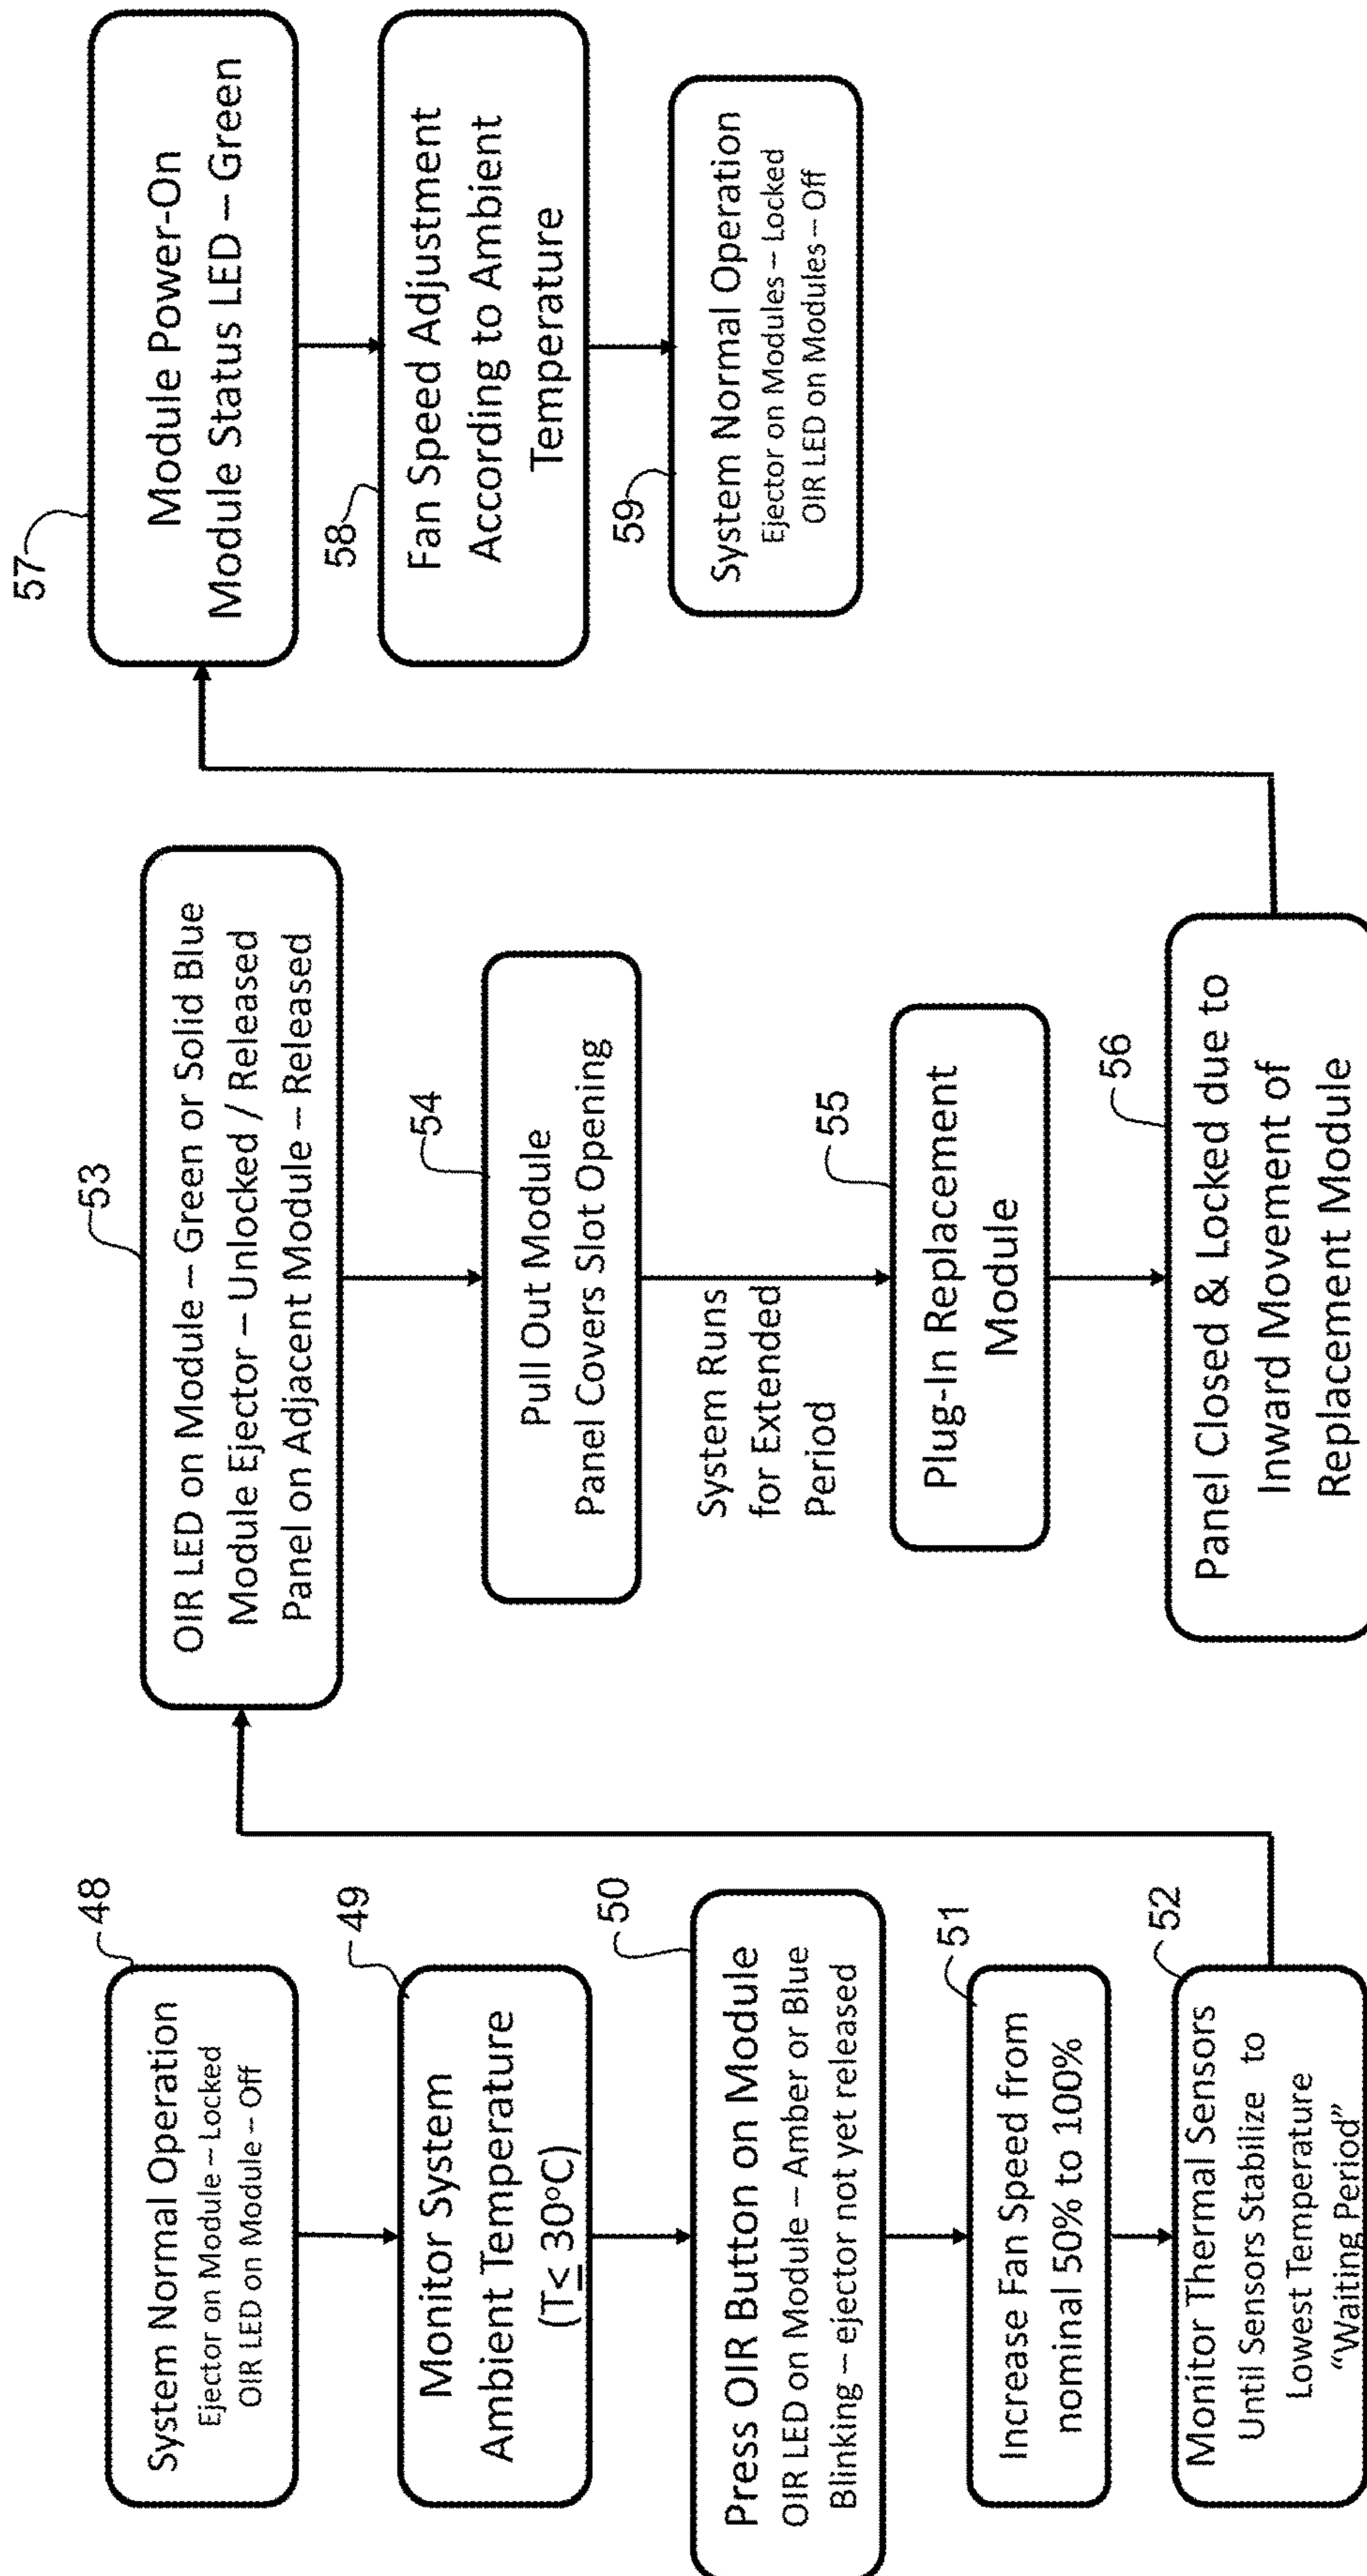 48
System Normal Operation
Ejector on Module – Locked
OIR LED on Module – Off
49
Monitor System
Ambient Temperature
(T≤ 30°C)
50
Press OIR Button on Module
OIR LED on Module – Amber or Blue
Blinking – ejector not yet released
51
Increase Fan Speed from
nominal 50% to 100%
52
Monitor Thermal Sensors
Until Sensors Stabilize to
Lowest Temperature
“Waiting Period”
53
OIR LED on Module – Green or Solid Blue
Module Ejector – Unlocked / Released
Panel on Adjacent Module – Released
54
Pull Out Module
Panel Covers Slot Opening
System Runs
for Extended
Period
55
Plug-In Replacement
Module
56
Panel Closed & Locked due to
Inward Movement of
Replacement Module
57
Module Power-On
Module Status LED – Green
58
Fan Speed Adjustment
According to Ambient
Temperature
59
System Normal Operation
Ejector on Modules – Locked
OIR LED on Modules – Off